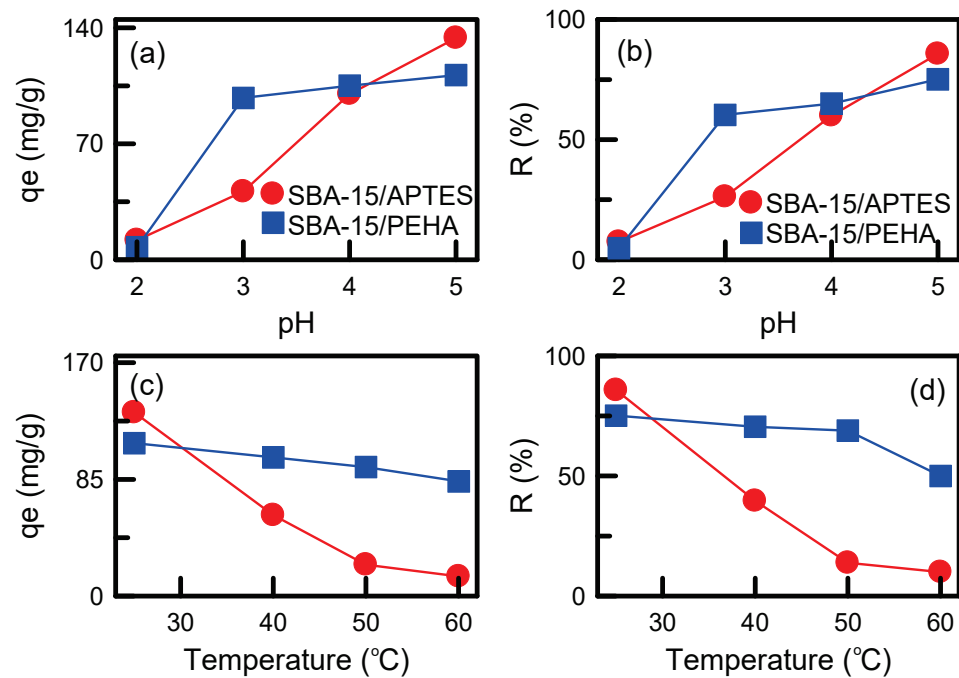 140
70
0
qe (mg/g)
(a)
SBA-15/APTES
SBA-15/PEHA
2 3 4 5
pH
100
50
0
R (%)
(b)
SBA-15/APTES
SBA-15/PEHA
2 3 4 5
pH
170
85
0
qe (mg/g)
(c)
30 40 50 60
Temperature (℃)
100
50
0
R (%)
(d)
30 40 50 60
Temperature (℃)